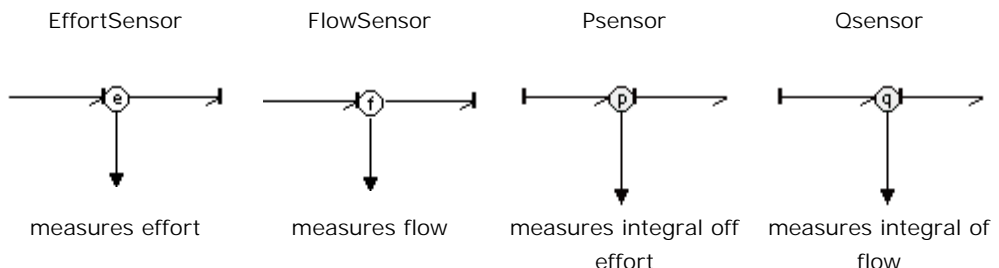 EffortSensor
FlowSensor
Psensor
Qsensor
e
f
p
q
measures effort
measures flow
measures integral off
effort
measures integral of
flow